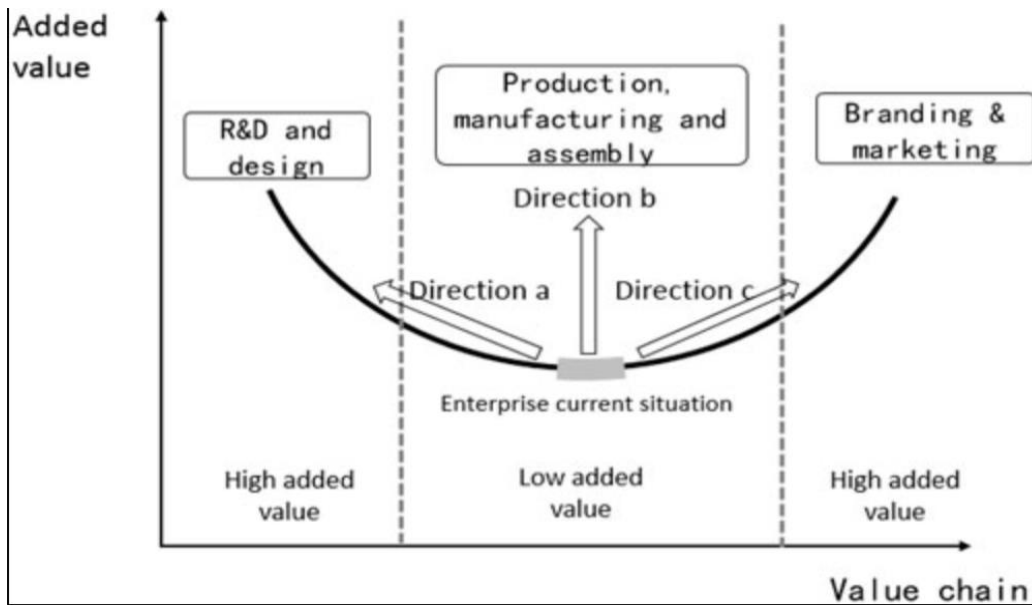 Added
value
R&D and
design
Production,
manufacturing and
assembly
Branding &
marketing
Direction b
Direction a
Direction c
Enterprise current situation
High added
value
Low added
value
High added
value
Value chain